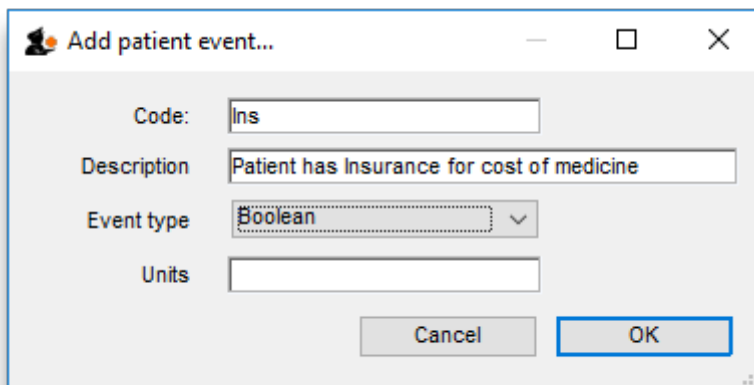 Add patient event...
Code: Ins
Description Patient has Insurance for cost of medicine
Event type Boolean
Units
Cancel OK